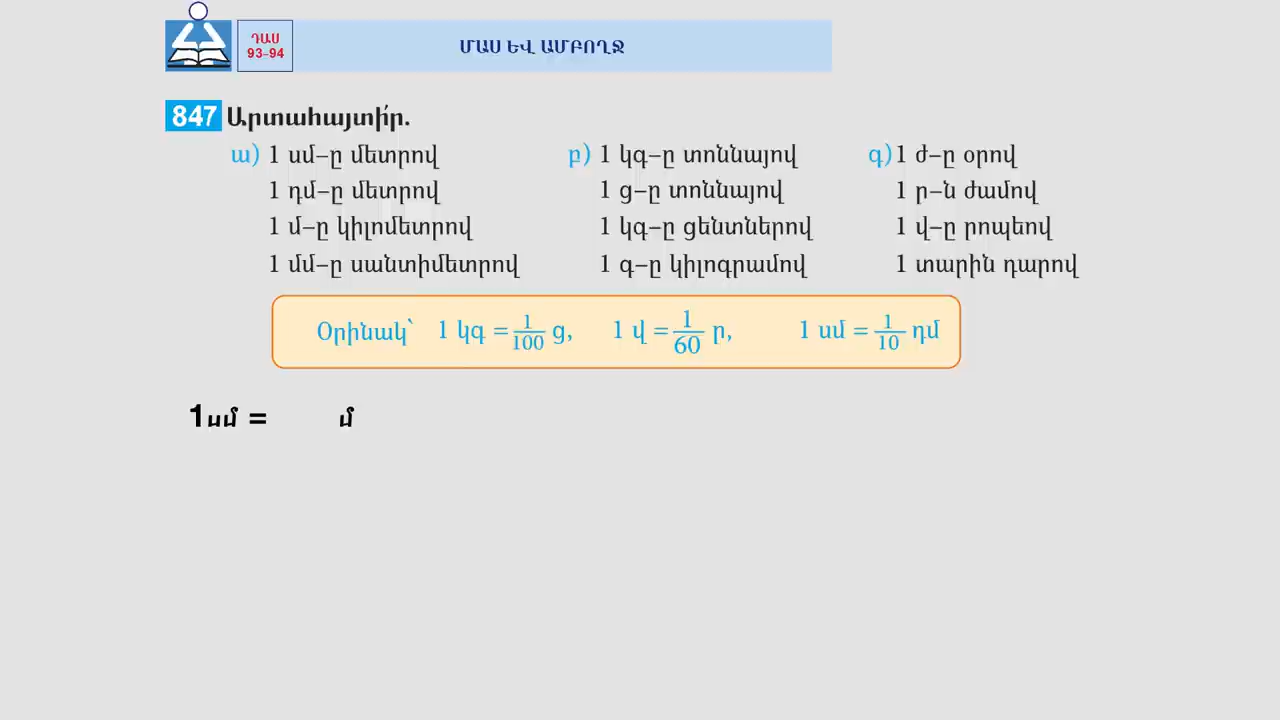 ԴԱՍ
93-94
ՄԱՍ ԵՎ ԱՄԲՈՂՋ
847 Արտահայտի՛ր.
ա) 1 սմ–ը մետրով
1 դմ–ը մետրով
1 մ–ը կիլոմետրով
1 մմ–ը սանտիմետրով
բ) 1 կգ–ը տոննայով
1 ց–ը տոննայով
1 կգ–ը ցենտներով
1 գ–ը կիլոգրամով
գ) 1 ժ–ը օրով
1 ր–ն ժամով
1 վ–ը րոպեով
1 տարին դարով
Օրինակ՝ 1 կգ = 1/100 ց, 1 վ = 1/60 ր, 1 սմ = 1/10 դմ
1սմ = մ